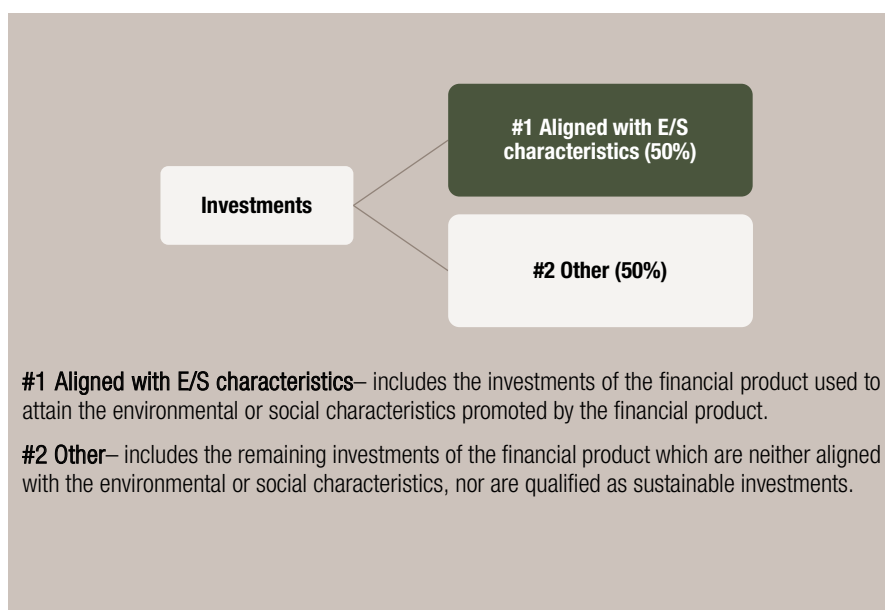 #1 Aligned with E/S
characteristics (50%)
Investments
#2 Other (50%)
#1 Aligned with E/S characteristics– includes the investments of the financial product used to
attain the environmental or social characteristics promoted by the financial product.
#2 Other– includes the remaining investments of the financial product which are neither aligned
with the environmental or social characteristics, nor are qualified as sustainable investments.